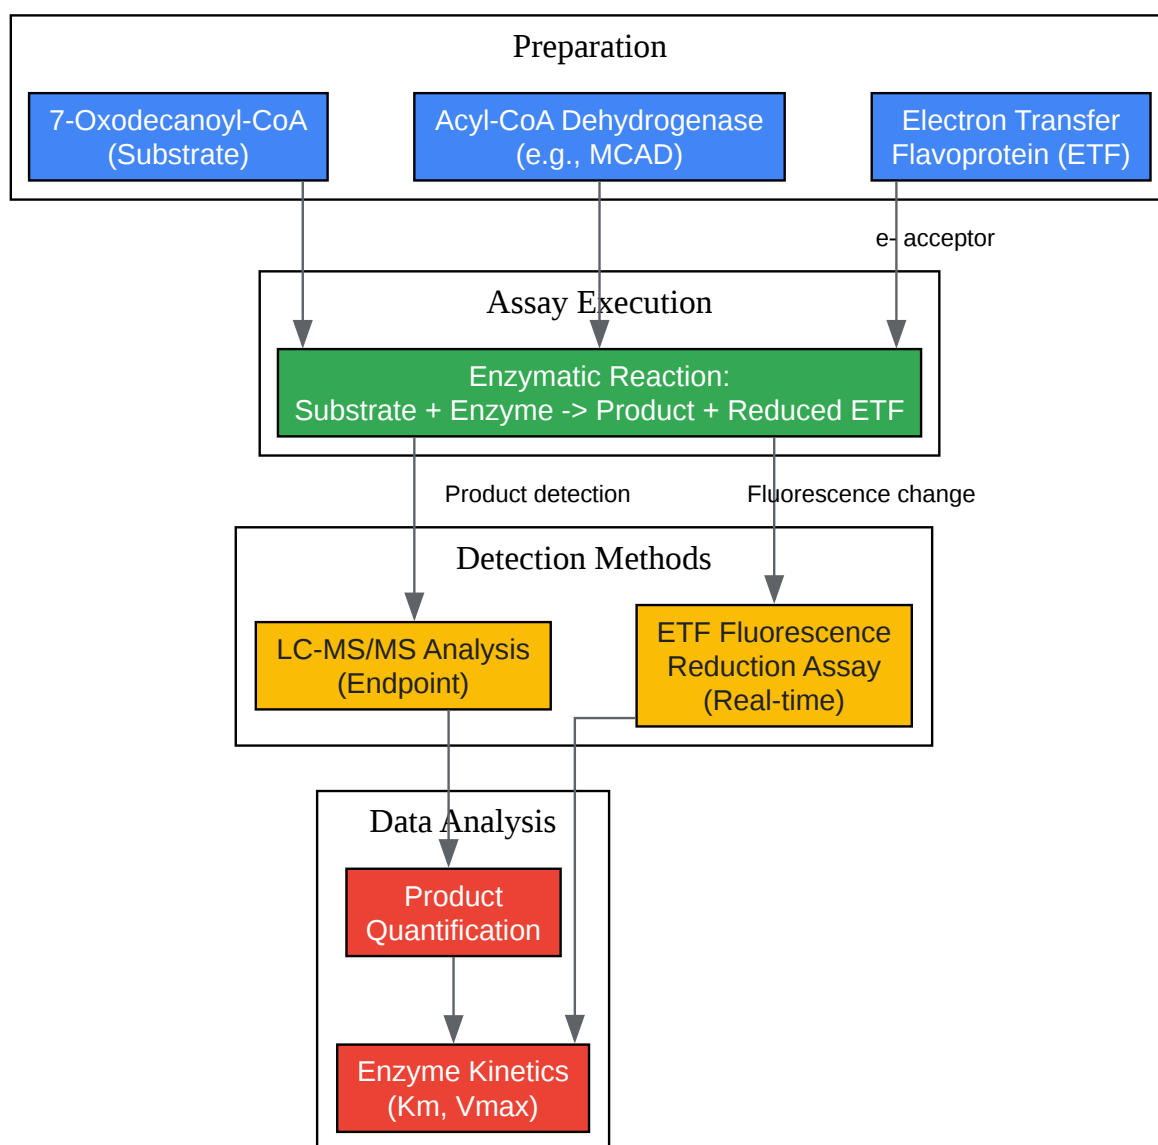 Preparation
7-Oxodecanoyl-CoA
(Substrate)
Acyl-CoA Dehydrogenase
(e.g., MCAD)
Electron Transfer
Flavoprotein (ETF)
e- acceptor
Assay Execution
Enzymatic Reaction:
Substrate + Enzyme -> Product + Reduced ETF
Product detection
Fluorescence change
Detection Methods
LC-MS/MS Analysis
(Endpoint)
ETF Fluorescence
Reduction Assay
(Real-time)
Data Analysis
Product
Quantification
Enzyme Kinetics
(Km, Vmax)